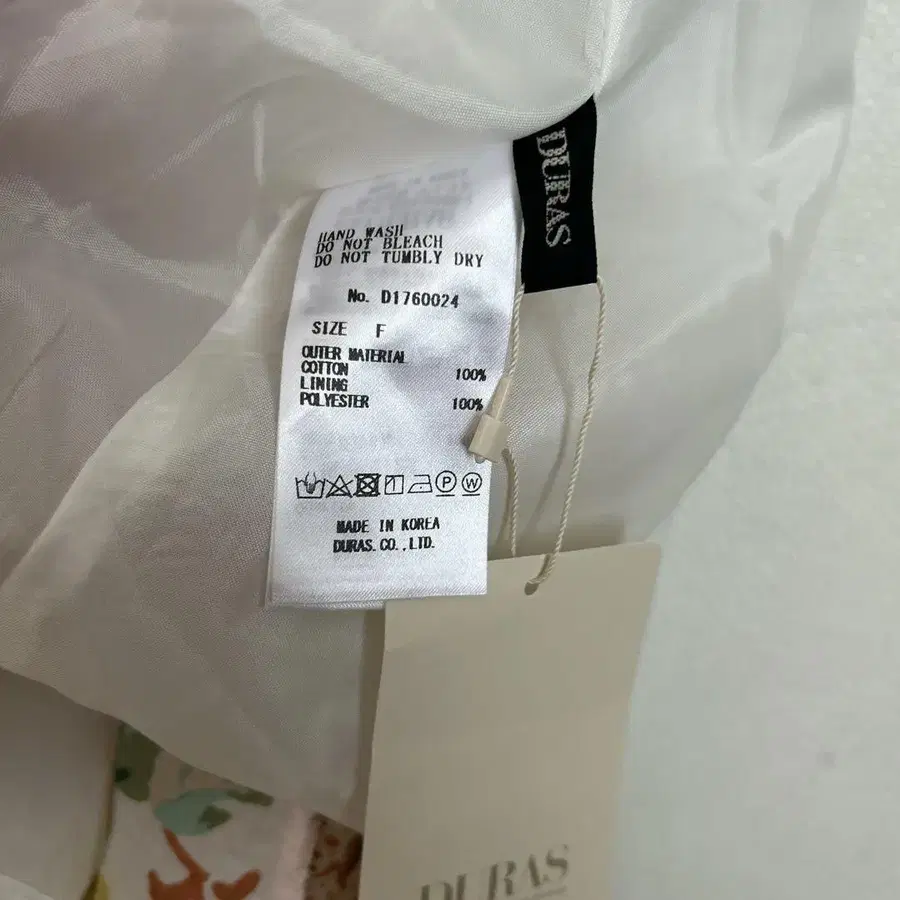 DURAS
HAND WASH
DO NOT BLEACH
DO NOT TUMBLY DRY
No. D1760024
SIZE F
OUTER MATERIAL
COTTON 100%
LINING
POLYESTER 100%
P W
MADE IN KOREA
DURAS.CO.,LTD.
DURAS